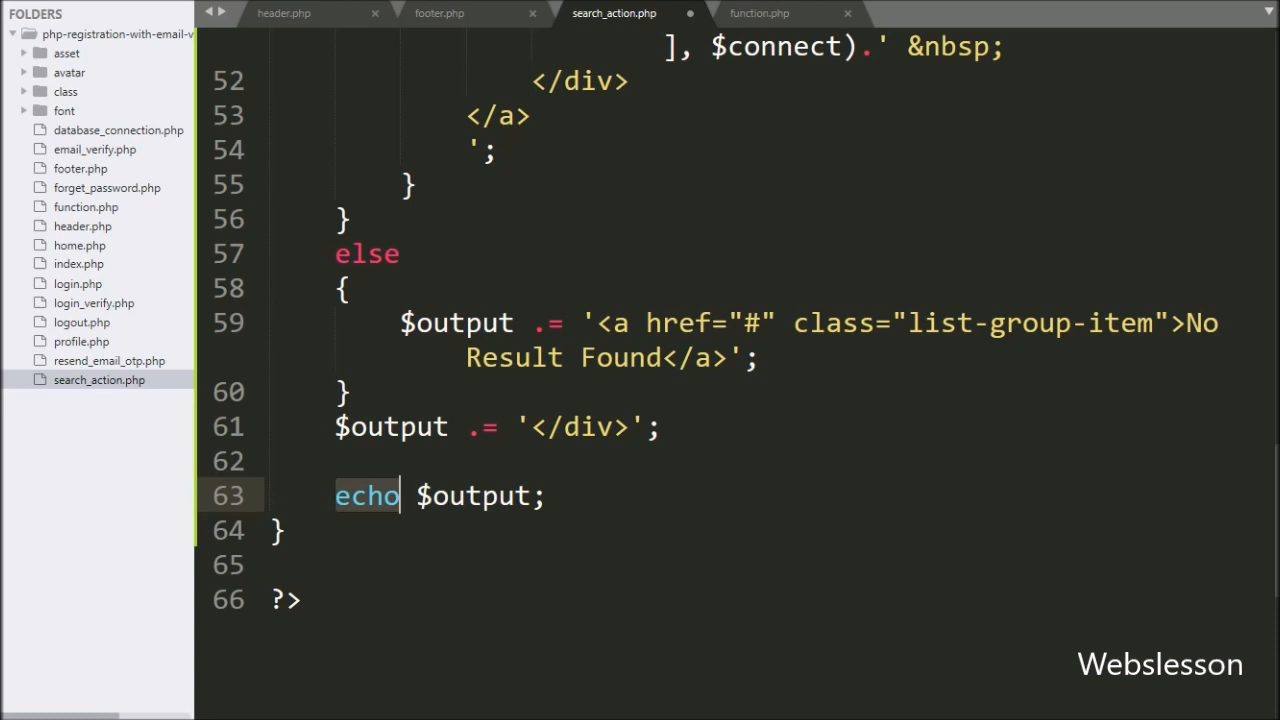 FOLDERS
php-registration-with-email-v
asset
avatar
class
font
database_connection.php
email_verify.php
footer.php
forget_password.php
function.php
header.php
home.php
index.php
login.php
login_verify.php
logout.php
profile.php
resend_email_otp.php
search_action.php
header.php × footer.php × search_action.php function.php ×
], $connect).' &nbsp;
52 </div>
53 </a>
54 ';
55 }
56 }
57 else
58 {
59 $output .= '<a href="#" class="list-group-item">No
Result Found</a>';
60 }
61 $output .= '</div>';
62
63 echo $output;
64 }
65
66 ?>
Webslesson